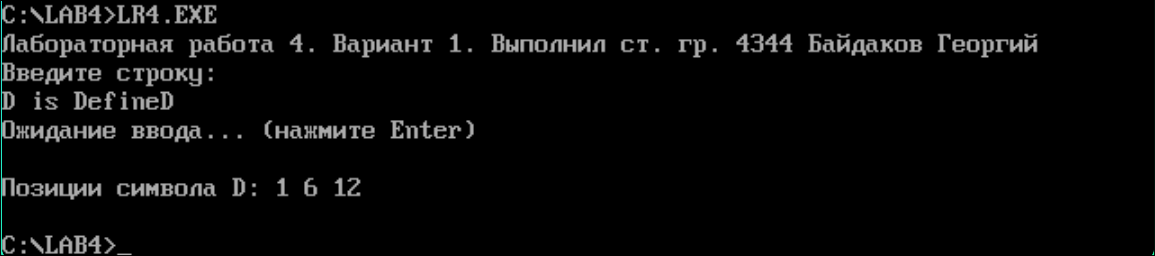 C:\LAB4>LR4.EXE
Лабораторная работа 4. Вариант 1. Выполнил ст. гр. 4344 Байдаков Георгий
Введите строку:
D is DefineD
Ожидание ввода... (нажмите Enter)
Позиции символа D: 1 6 12
C:\LAB4>_